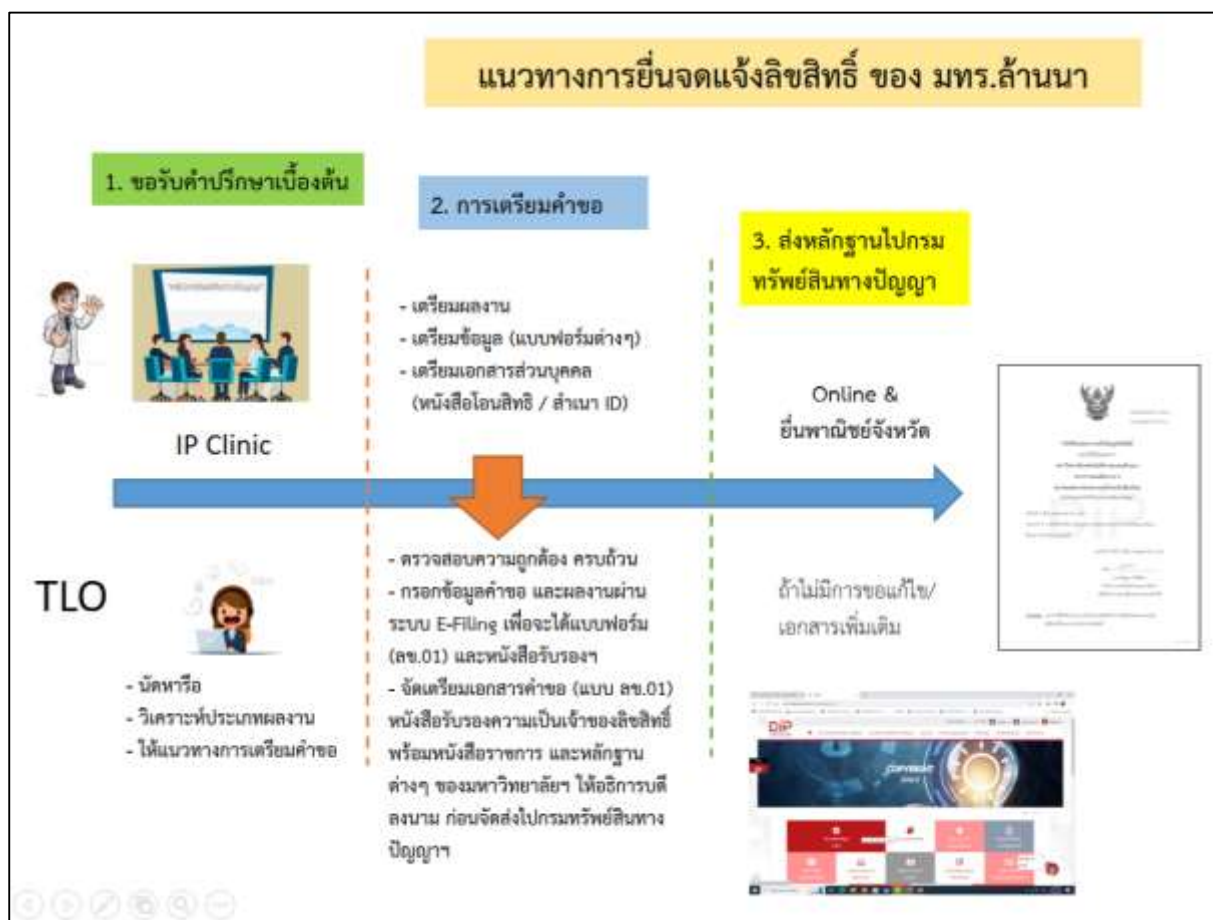 แนวทางการยื่นจดแจ้งลิขสิทธิ์ ของ มทร.ล้านนา
1. ขอรับคำปรึกษาเบื้องต้น
IP Clinic
TLO
- นัดหารือ
- วิเคราะห์ประเภทผลงาน
- ให้แนวทางการเตรียมคำขอ
2. การเตรียมคำขอ
- เตรียมผลงาน
- เตรียมข้อมูล (แบบฟอร์มต่างๆ)
- เตรียมเอกสารส่วนบุคคล
(หนังสือโอนสิทธิ / สำเนา ID)
- ตรวจสอบความถูกต้อง ครบถ้วน
- กรอกข้อมูลคำขอ และผลงานผ่าน
ระบบ E-Filing เพื่อจะได้แบบฟอร์ม
(ลข.01) และหนังสือรับรองฯ
- จัดเตรียมเอกสารคำขอ (แบบ ลข.01)
หนังสือรับรองความเป็นเจ้าของลิขสิทธิ์
พร้อมหนังสือราชการ และหลักฐาน
ต่างๆ ของมหาวิทยาลัยฯ ให้อธิการบดี
ลงนาม ก่อนจัดส่งไปกรมทรัพย์สินทาง
ปัญญาฯ
3. ส่งหลักฐานไปกรม
ทรัพย์สินทางปัญญา
Online &
ยื่นพาณิชย์จังหวัด
ถ้าไม่มีการขอแก้ไข/
เอกสารเพิ่มเติม
DIP
DIP
COPYRIGHT